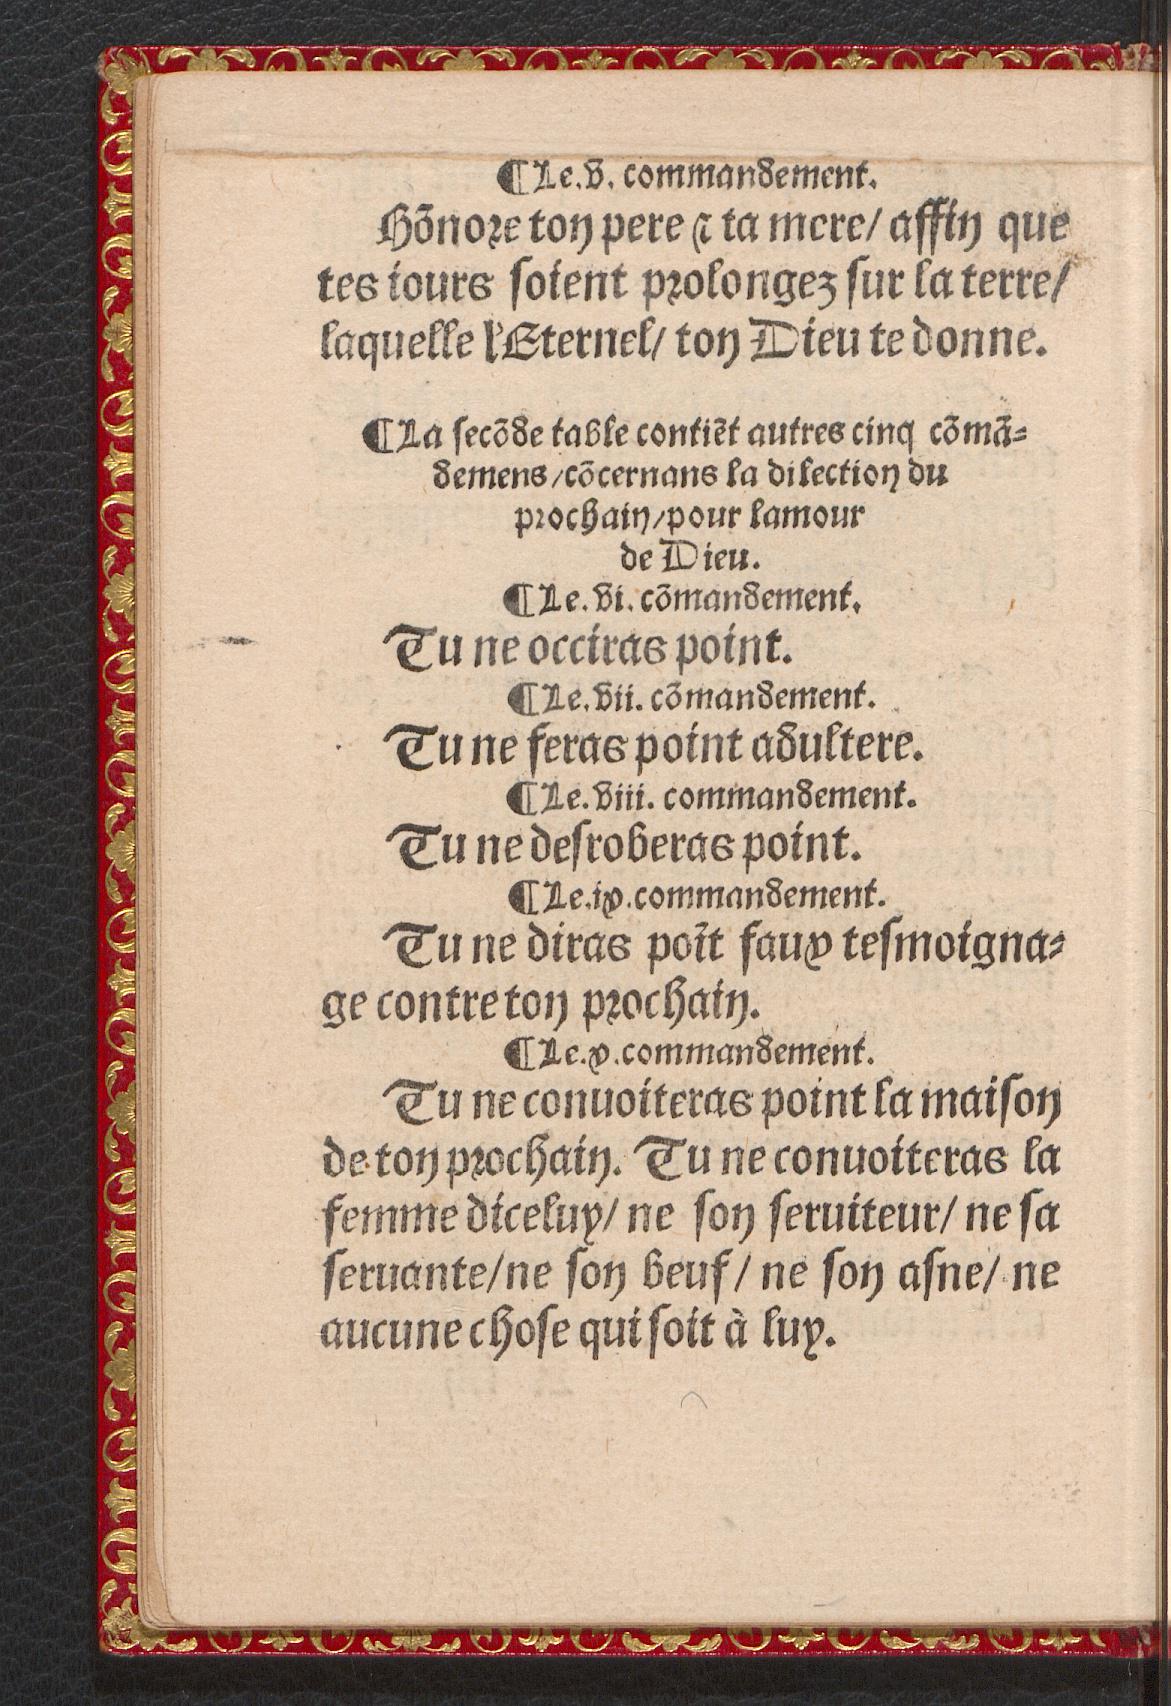 ¶Le.v. commandement.
Hõnore ton pere ⁊ ta mere/ affin que
tes iours soient prolongez sur la terre/
laquelle l'Eternel/ ton Dieu te donne.
¶La secõde table contiẽt autres cinq cõmã⸗
demens/cõcernans la dilection du
prochain/pour lamour
de Dieu.
¶Le.vi.cõmandement.
Tu ne occiras point.
¶Le.vii. cõmandement.
Tu ne feras point adultere.
¶Le.viii. commandement.
Tu ne desroberas point.
¶Le.ix.commandement.
Tu ne diras poĩt faux tesmoigna⸗
ge contre ton prochain.
¶Le.x.commandement.
Tu ne conuoiteras point la maison
de ton prochain. Tu ne conuoiteras la
femme diceluy/ ne son seruiteur/ ne sa
seruante/ne son beuf/ ne son asne/ ne
aucune chose qui soit à luy.